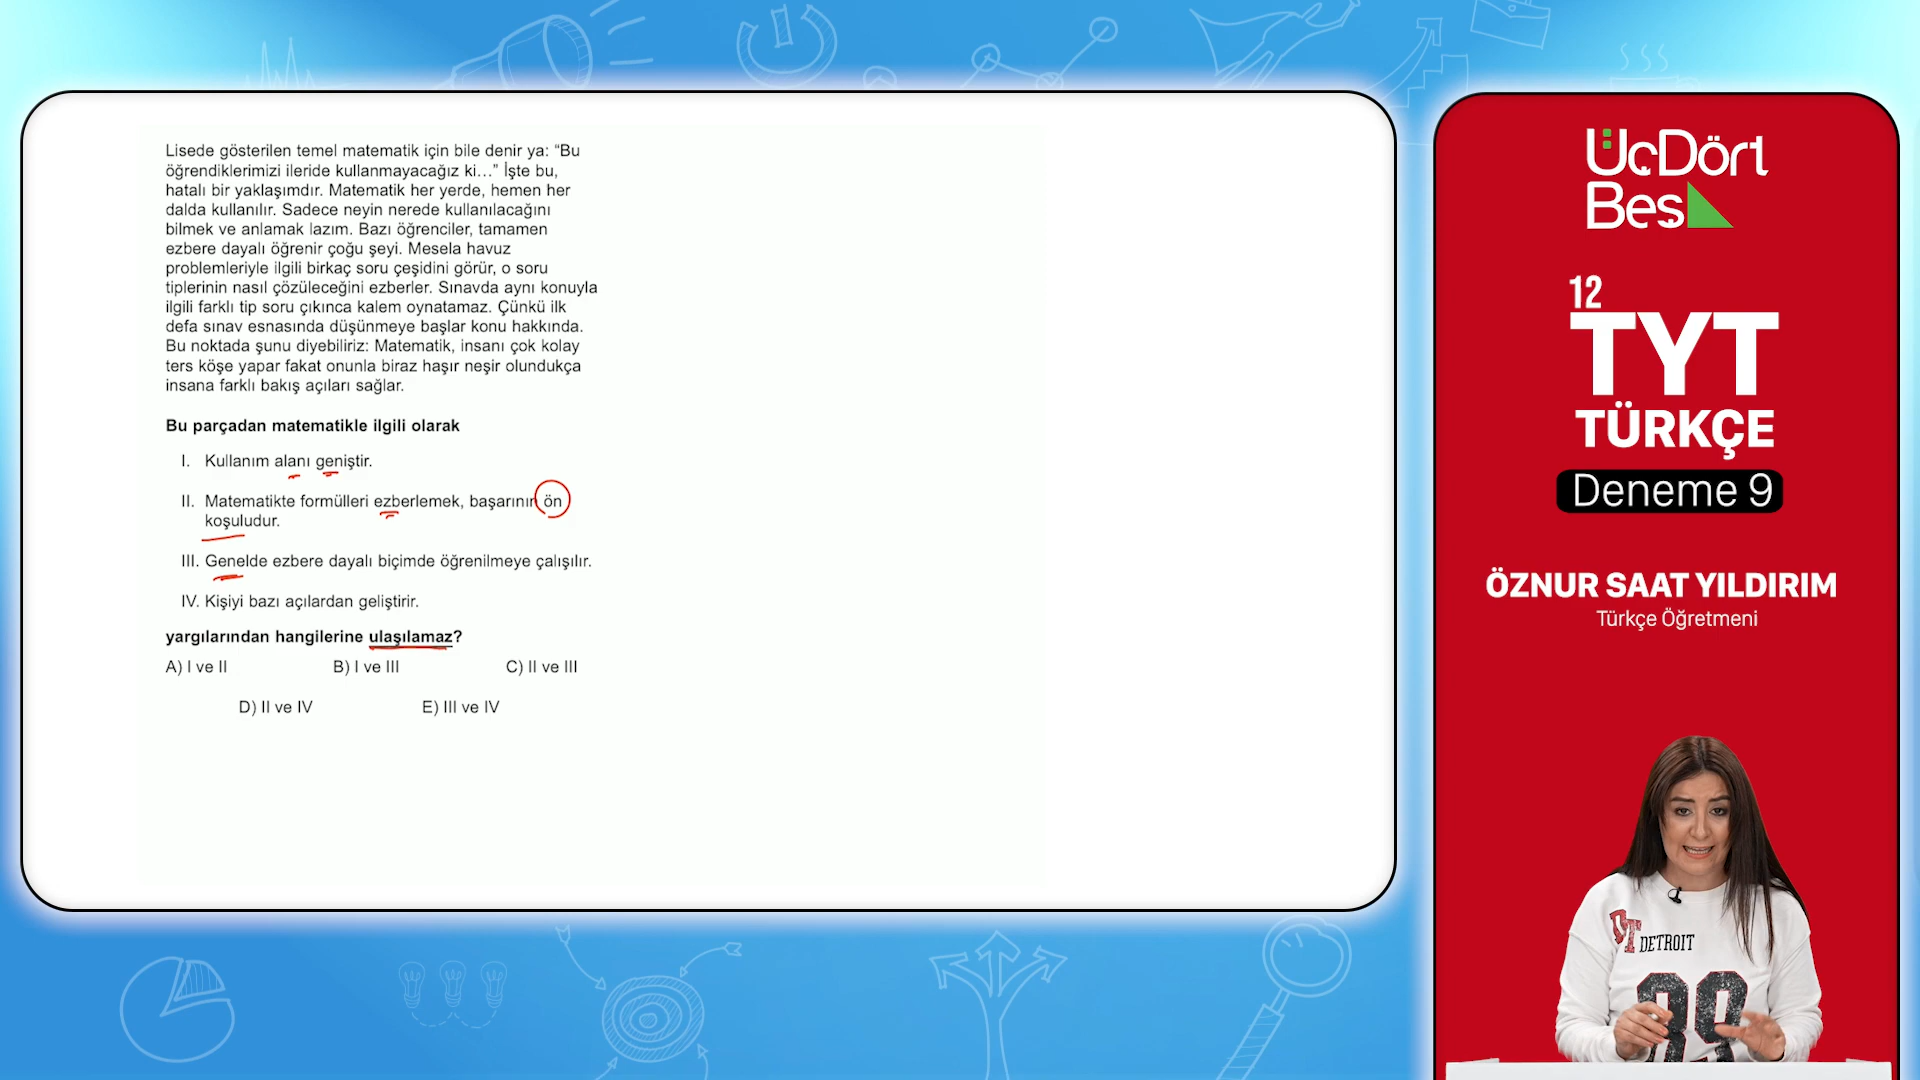 Lisede gösterilen temel matematik için bile denir ya: “Bu
öğrendiklerimizi ileride kullanmayacağız ki…” İşte bu,
hatalı bir yaklaşımdır. Matematik her yerde, hemen her
dalda kullanılır. Sadece neyin nerede kullanılacağını
bilmek ve anlamak lazım. Bazı öğrenciler, tamamen
ezbere dayalı öğrenir çoğu şeyi. Mesela havuz
problemleriyle ilgili birkaç soru çeşidini görür, o soru
tiplerinin nasıl çözüleceğini ezberler. Sınavda aynı konuyla
ilgili farklı tip soru çıkınca kalem oynatamaz. Çünkü ilk
defa sınav esnasında düşünmeye başlar konu hakkında.
Bu noktada şunu diyebiliriz: Matematik, insanı çok kolay
ters köşe yapar fakat onunla biraz haşır neşir olundukça
insana farklı bakış açıları sağlar.
Bu parçadan matematikle ilgili olarak
I. Kullanım alanı geniştir.
II. Matematikte formülleri ezberlemek, başarının ön
koşuludur.
III. Genelde ezbere dayalı biçimde öğrenilmeye çalışılır.
IV. Kişiyi bazı açılardan geliştirir.
yargılarından hangilerine ulaşılamaz?
A) I ve II B) I ve III C) II ve III
D) II ve IV E) III ve IV
ÜçDört
Beş
12
TYT
TÜRKÇE
Deneme 9
ÖZNUR SAAT YILDIRIM
Türkçe Öğretmeni
DT DETROIT
89